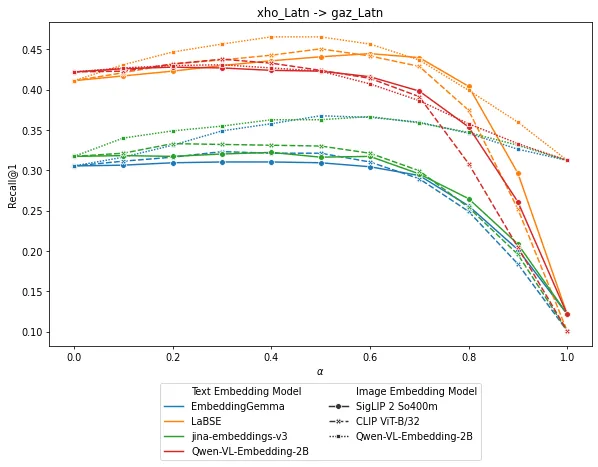 xho_Latn -> gaz_Latn
0.45
0.40
0.35
0.30
0.25
0.20
0.15
0.10
Recall@1
0.0 0.2 0.4 0.6 0.8 1.0
α
Text Embedding Model
EmbeddingGemma
LaBSE
jina-embeddings-v3
Qwen-VL-Embedding-2B
Image Embedding Model
SigLIP 2 So400m
CLIP ViT-B/32
Qwen-VL-Embedding-2B